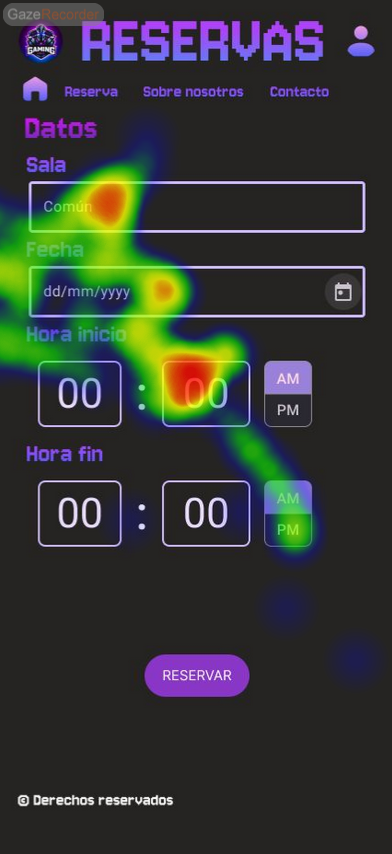 GazeRecorder
GAMING
RESERVAS
Reserva Sobre nosotros Contacto
Datos
Sala
Común
Fecha
dd/mm/yyyy
Hora inicio
00 : 00 AM
PM
Hora fin
00 : 00 AM
PM
RESERVAR
© Derechos reservados